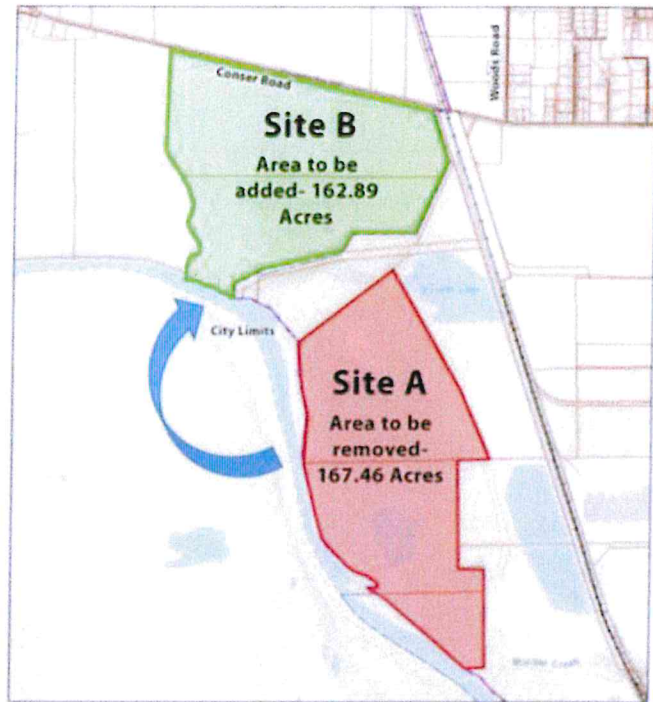 Conser Road
Woods Road
Site B
Area to be
added- 162.89
Acres
City Limits
Site A
Area to be
removed-
167.46 Acres